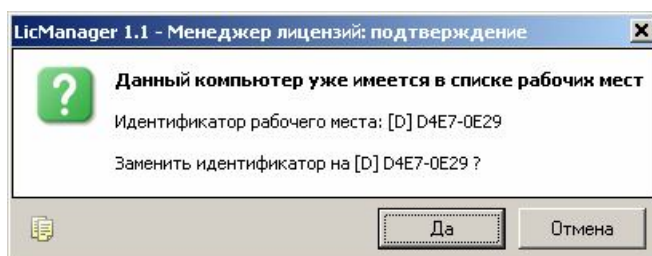 LicManager 1.1 - Менеджер лицензий: подтверждение
Данный компьютер уже имеется в списке рабочих мест
Идентификатор рабочего места: [D] D4E7-0E29
Заменить идентификатор на [D] D4E7-0E29 ?
Да
Отмена